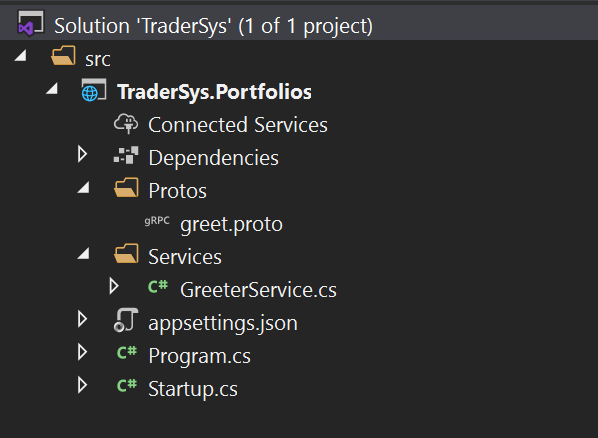 Solution 'TraderSys' (1 of 1 project)
src
TraderSys.Portfolios
Connected Services
Dependencies
Protos
gRPC greet.proto
Services
C# GreeterService.cs
appsettings.json
C# Program.cs
C# Startup.cs